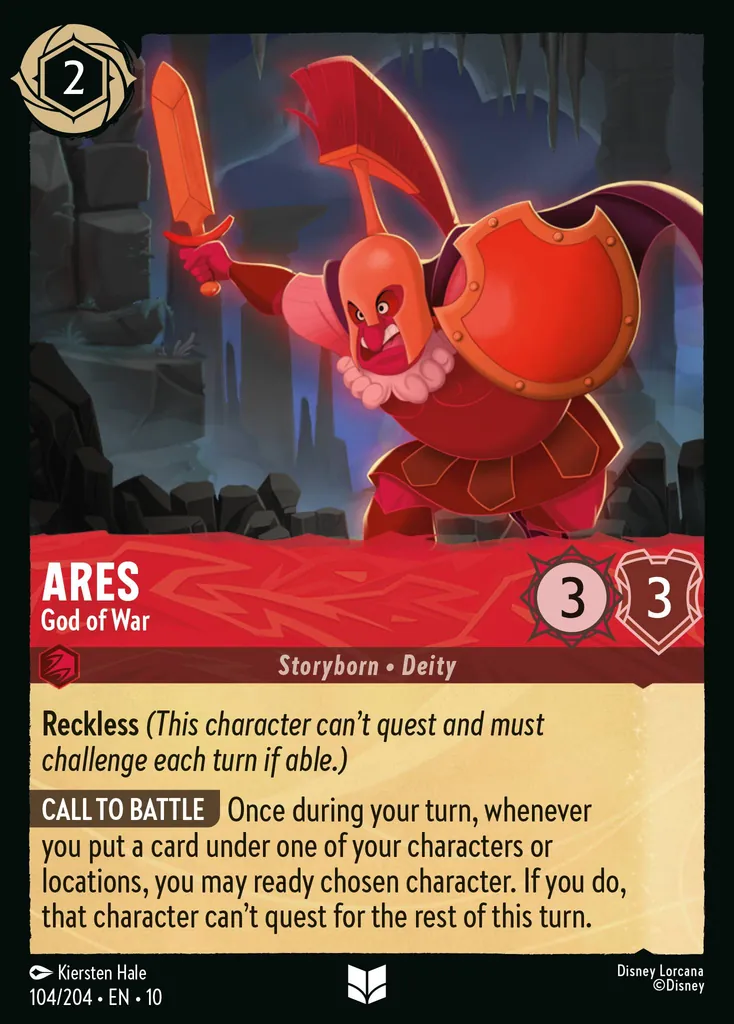 2
ARES
God of War
3
3
Storyborn • Deity
Reckless (This character can’t quest and must
challenge each turn if able.)
CALL TO BATTLE Once during your turn, whenever
you put a card under one of your characters or
locations, you may ready chosen character. If you do,
that character can’t quest for the rest of this turn.
Kiersten Hale
104/204 • EN • 10
Disney Lorcana
©Disney